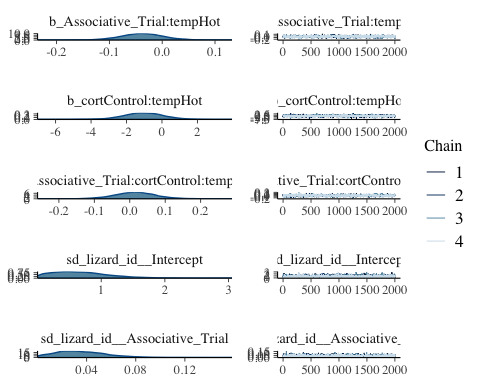 b_Associative_Trial:tempHot
ssociative_Trial:temp
-0.2 -0.1 0.0 0.1
0 500 1000 1500 2000
b_cortControl:tempHot
_cortControl:tempHo
-6 -4 -2 0 2
0 500 1000 1500 2000
Chain
1
2
3
4
ssociative_Trial:cortControl:temp
tive_Trial:cortContro
-0.2 -0.1 0.0 0.1 0.2
0 500 1000 1500 2000
sd_lizard_id__Intercept
d_lizard_id__Intercep
1 2 3
0 500 1000 1500 2000
sd_lizard_id__Associative_Trial
zard_id__Associative_
0.04 0.08 0.12
0 500 1000 1500 2000